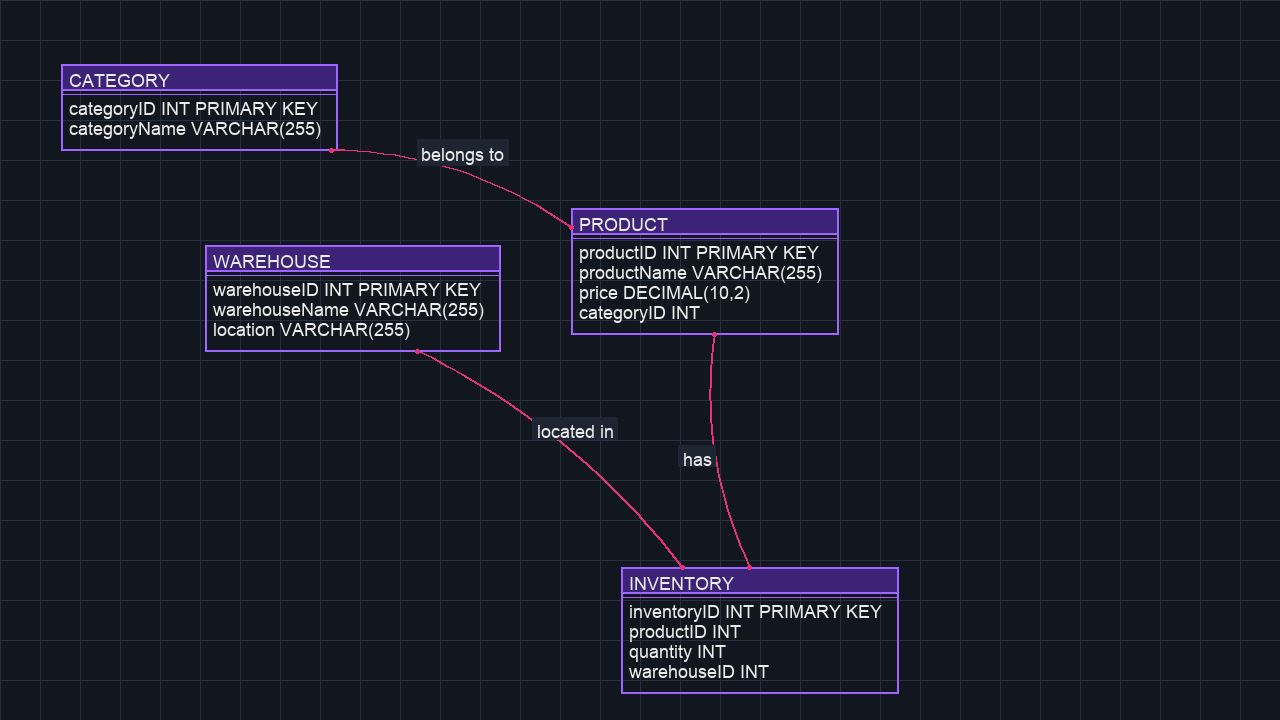 CATEGORY
categoryID INT PRIMARY KEY
categoryName VARCHAR(255)
belongs to
PRODUCT
productID INT PRIMARY KEY
productName VARCHAR(255)
price DECIMAL(10,2)
categoryID INT
WAREHOUSE
warehouseID INT PRIMARY KEY
warehouseName VARCHAR(255)
location VARCHAR(255)
located in
has
INVENTORY
inventoryID INT PRIMARY KEY
productID INT
quantity INT
warehouseID INT